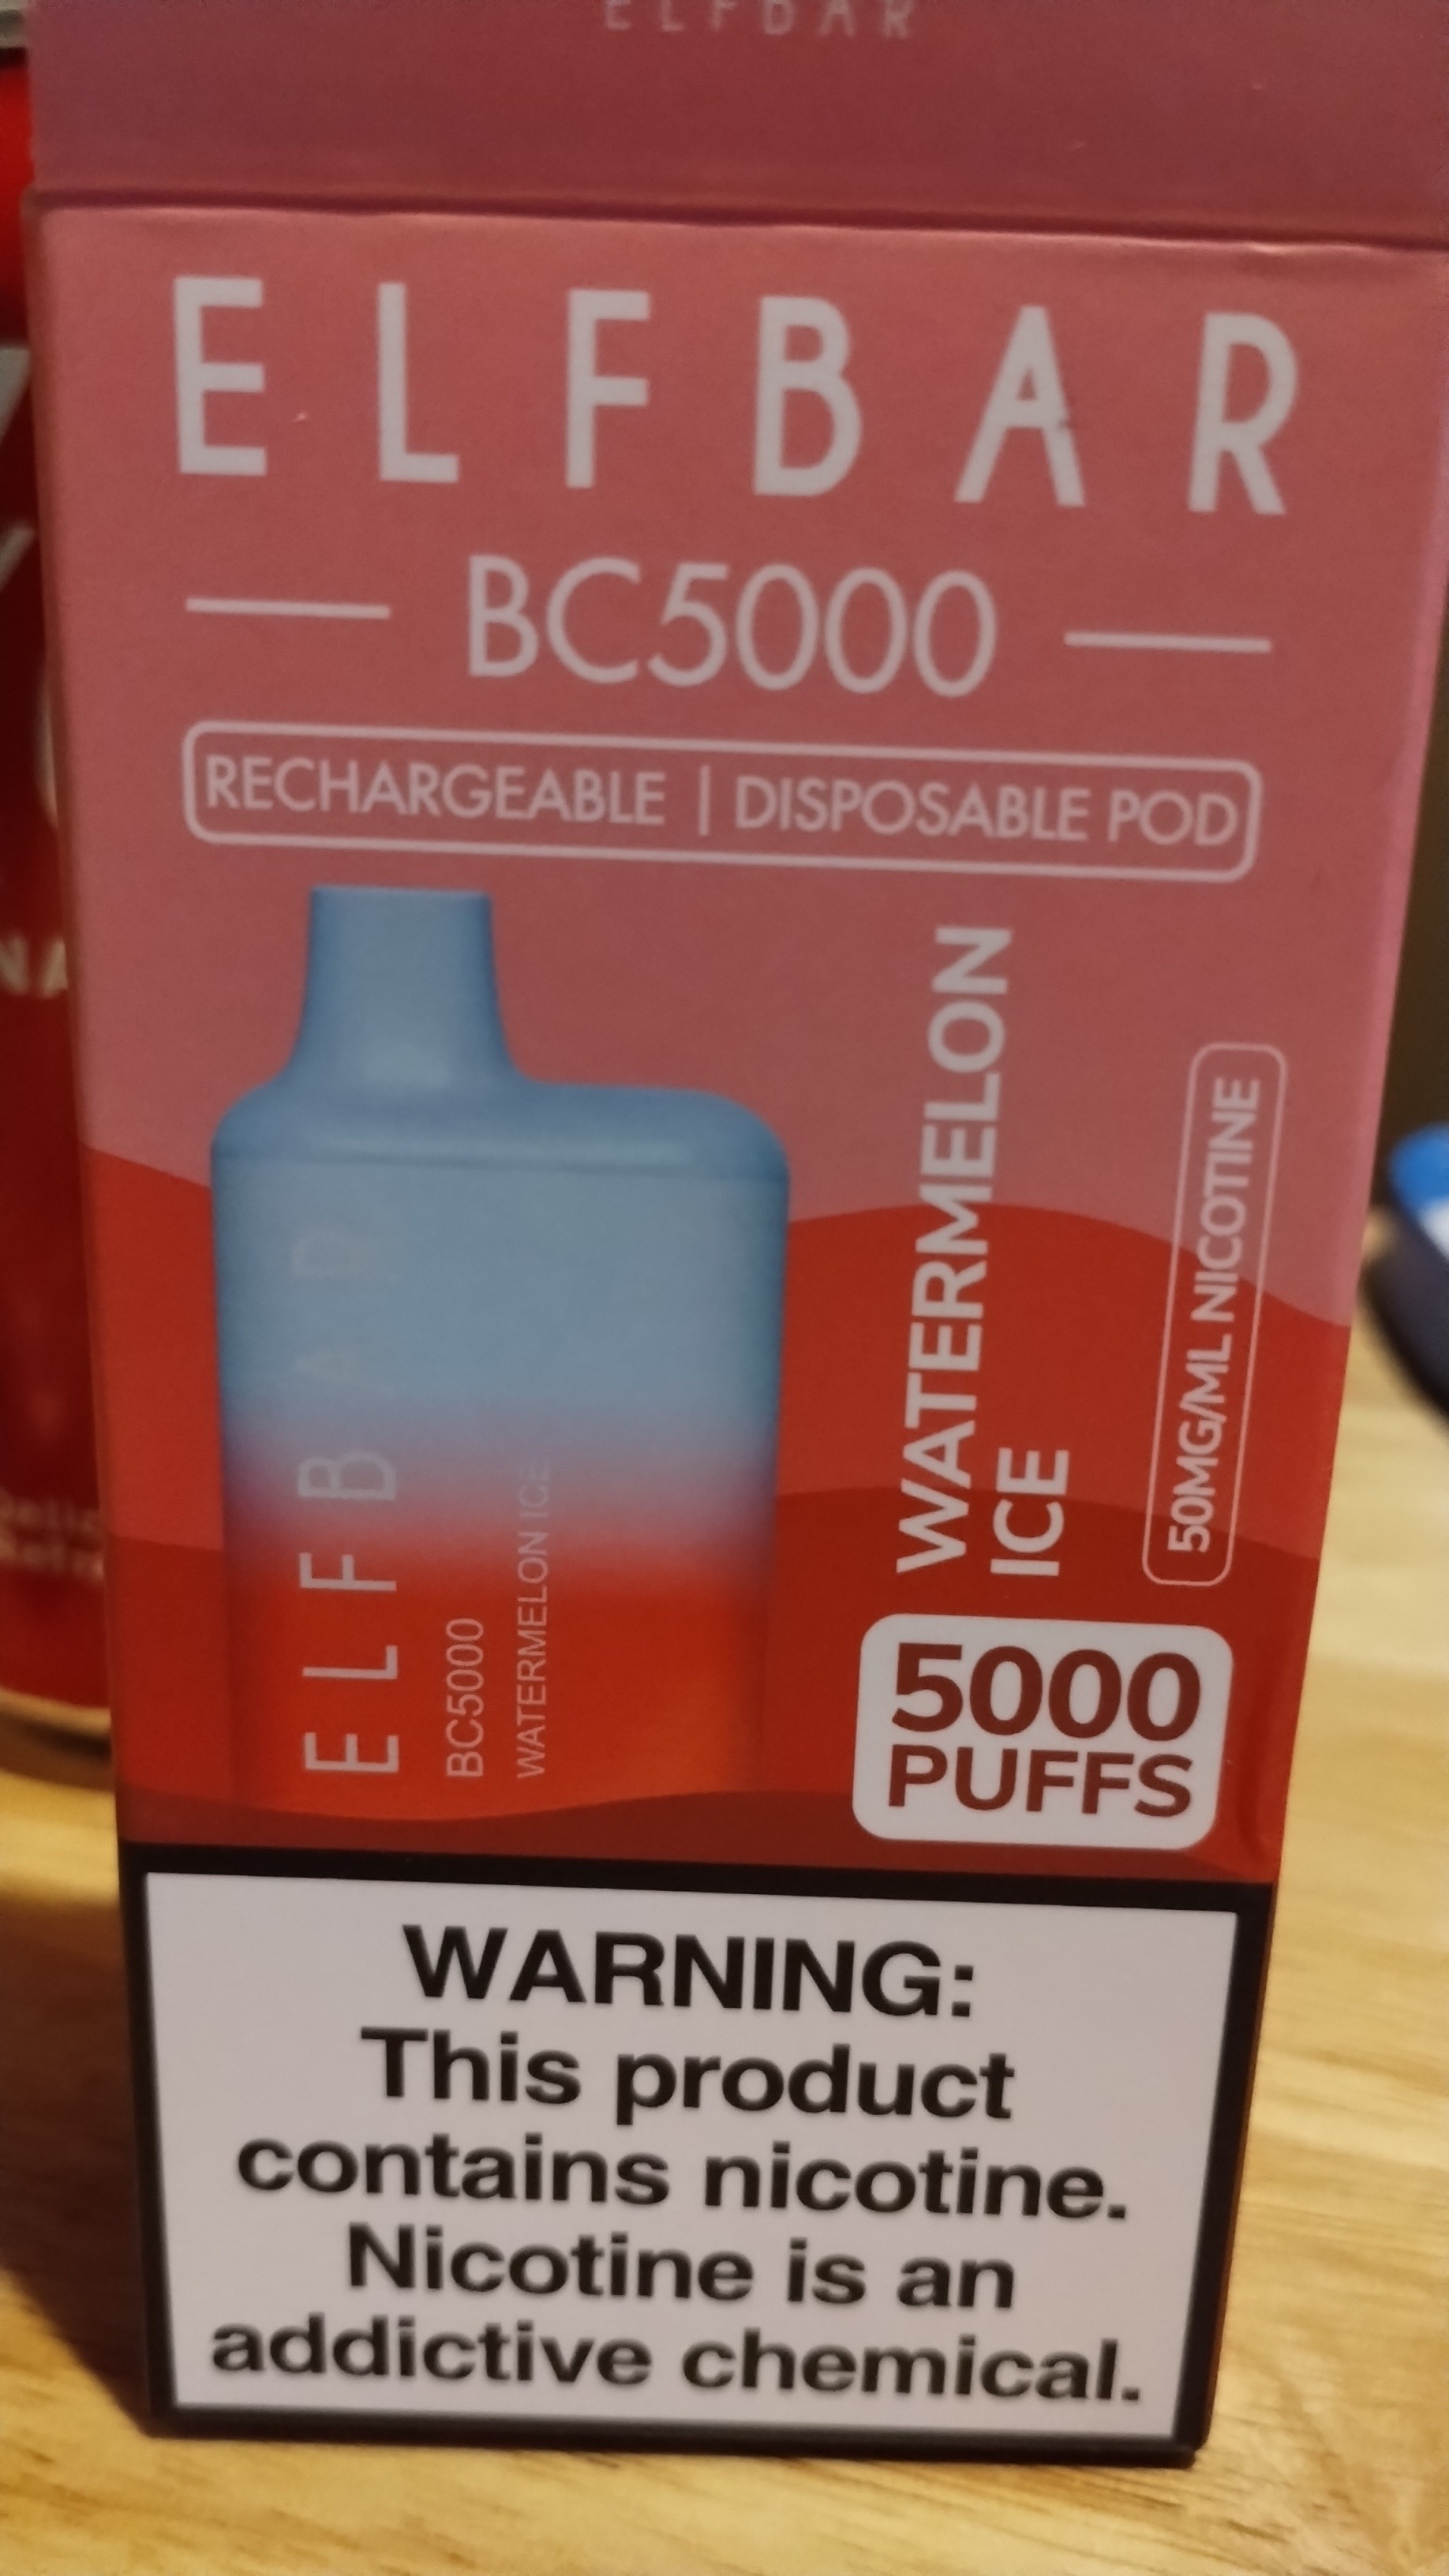 ELFBAR
ELFBAR
BC5000
RECHARGEABLE | DISPOSABLE POD
WATERMELON
ICE
50MG/ML NICOTINE
ELFBAR
BC5000
WATERMELON ICE
5000
PUFFS
WARNING:
This product
contains nicotine.
Nicotine is an
addictive chemical.